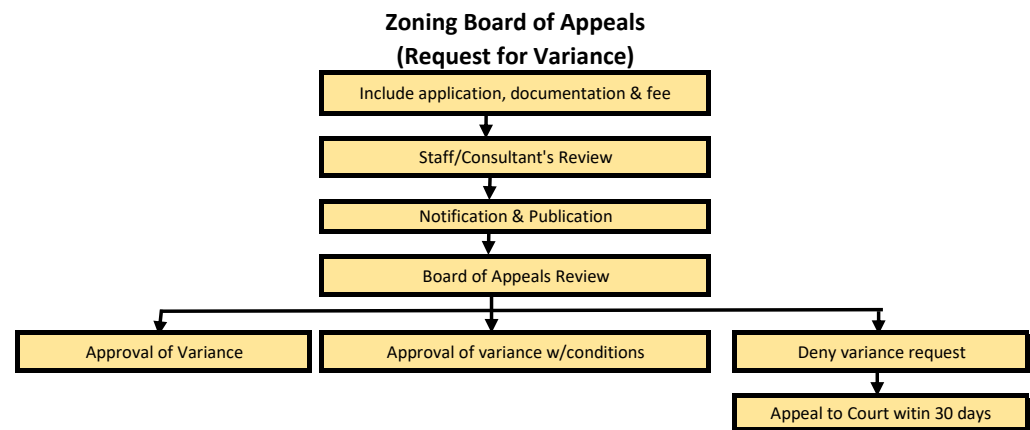 Zoning Board of Appeals
(Request for Variance)
Include application, documentation & fee
Staff/Consultant's Review
Notification & Publication
Board of Appeals Review
Approval of Variance
Approval of variance w/conditions
Deny variance request
Appeal to Court witin 30 days